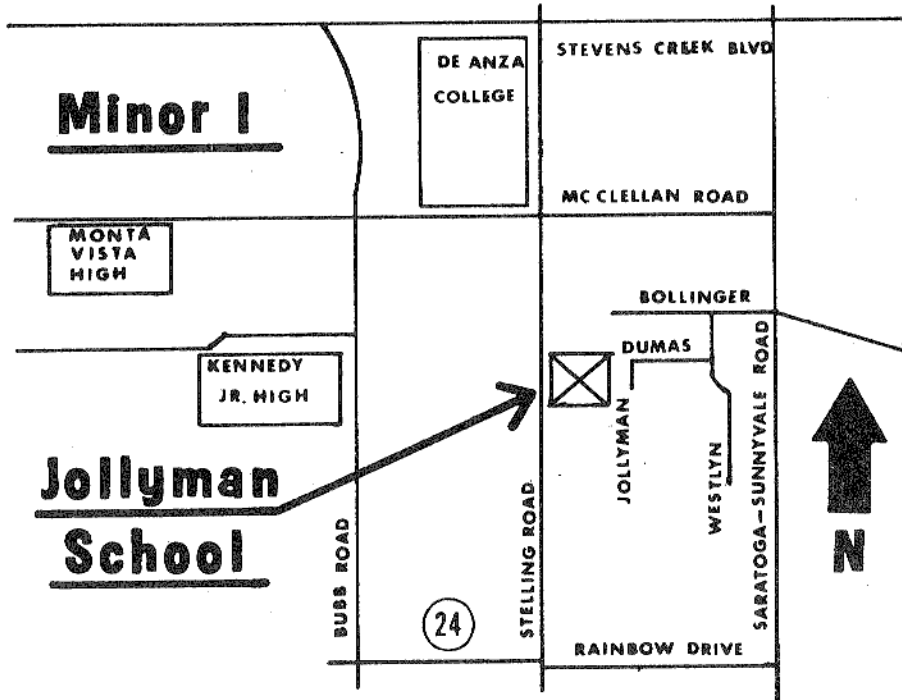 STEVENS CREEK BLVD
DE ANZA
COLLEGE
Minor I
MC CLELLAN ROAD
MONTA
VISTA
HIGH
BOLLINGER
DUMAS
KENNEDY
JR. HIGH
JOLLYMAN
WESTLYN
SARATOGA-SUNNYVALE ROAD
Jollyman
School
N
BUBB ROAD
STELLING ROAD
24
RAINBOW DRIVE